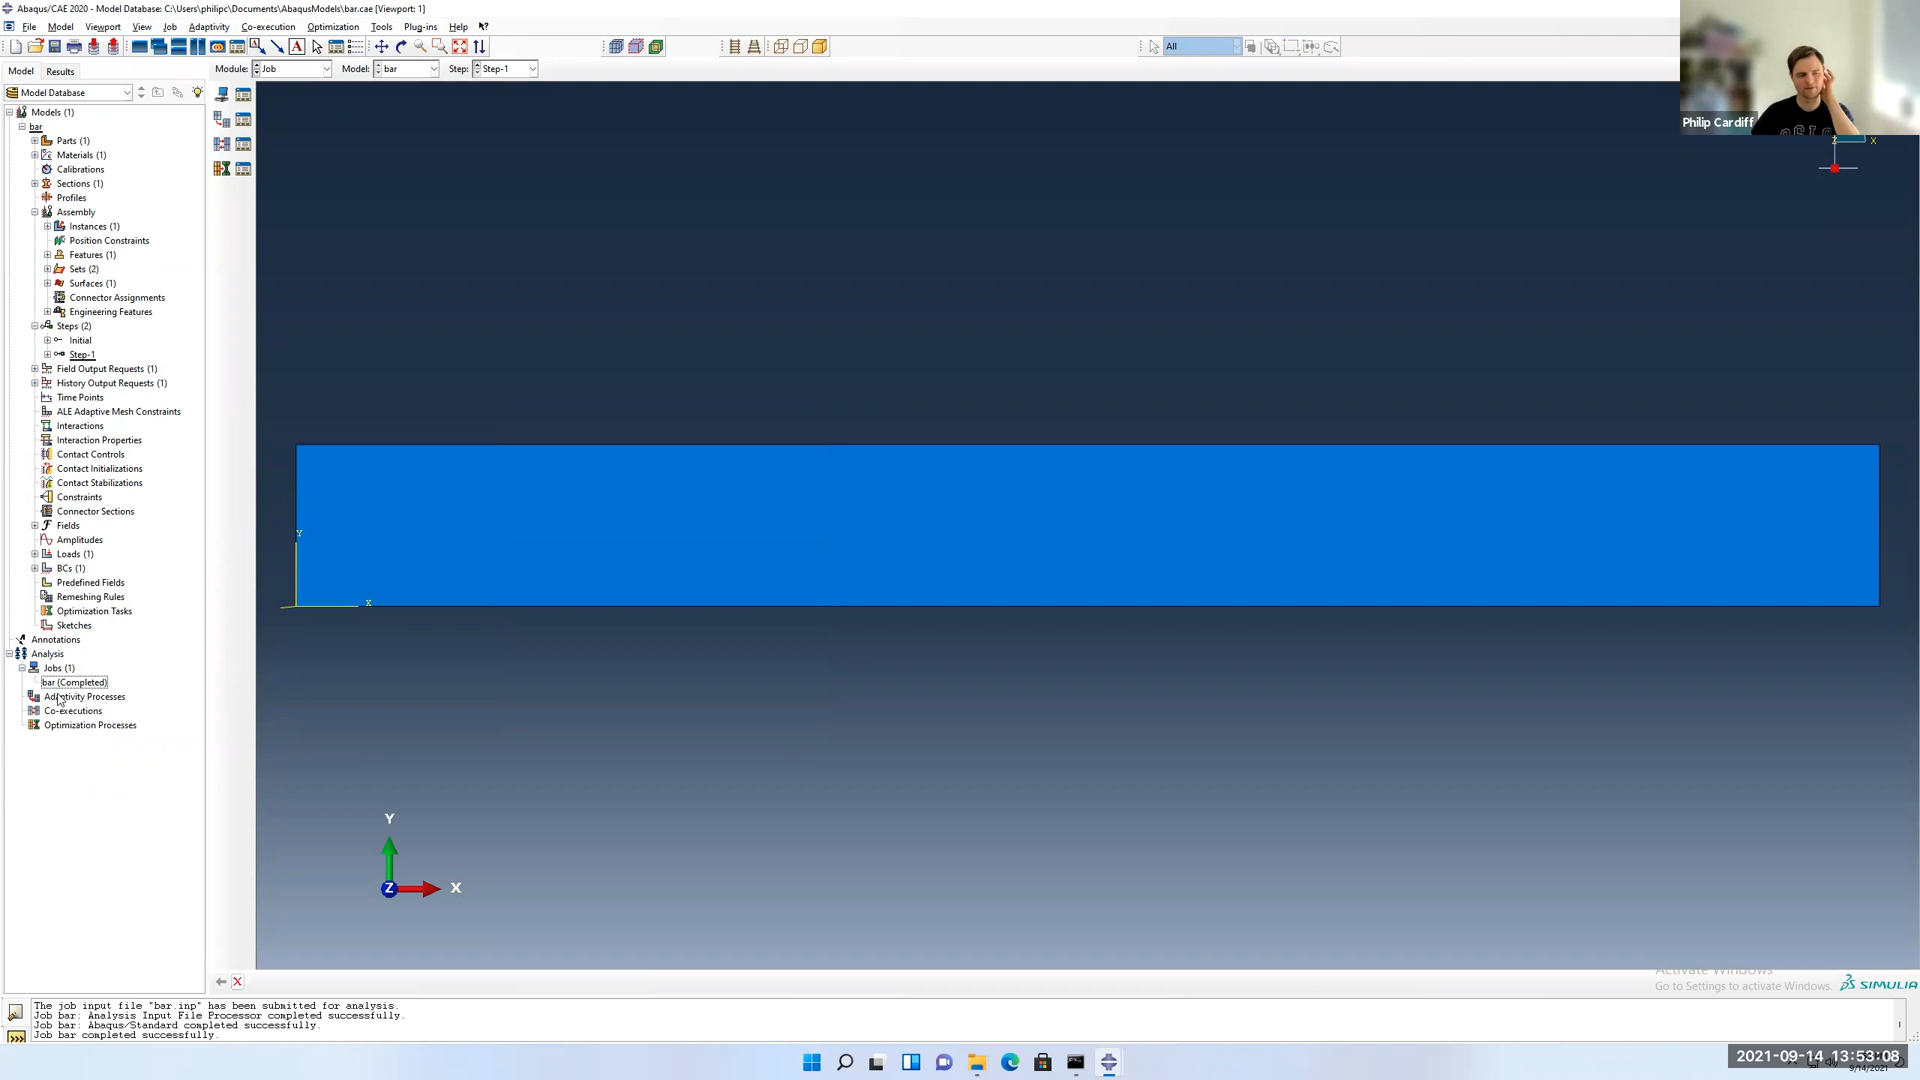 Abaqus/CAE 2020 - Model Database: C:\Users\philipc\Documents\AbaqusModels\bar.cae [Viewport: 1]
File Model Viewport View Job Adaptivity Co-execution Optimization Tools Plug-ins Help
All
Model Results
Module: Job Model: bar Step: Step-1
Model Database
Models (1)
bar
Parts (1)
Materials (1)
Calibrations
Sections (1)
Profiles
Assembly
Instances (1)
Position Constraints
Features (1)
Sets (2)
Surfaces (1)
Connector Assignments
Engineering Features
Steps (2)
Initial
Step-1
Field Output Requests (1)
History Output Requests (1)
Time Points
ALE Adaptive Mesh Constraints
Interactions
Interaction Properties
Contact Controls
Contact Initializations
Contact Stabilizations
Constraints
Connector Sections
Fields
Amplitudes
Loads (1)
BCs (1)
Predefined Fields
Remeshing Rules
Optimization Tasks
Sketches
Annotations
Analysis
Jobs (1)
bar (Completed)
Adaptivity Processes
Co-executions
Optimization Processes
Philip Cardiff
Z X
Y
X
Y
Z X
Activate Windows
Go to Settings to activate Windows.
SIMULIA
The job input file "bar.inp" has been submitted for analysis.
Job bar: Analysis Input File Processor completed successfully.
Job bar: Abaqus/Standard completed successfully.
Job bar completed successfully.
2021-09-14 13:53:08
9/14/2021